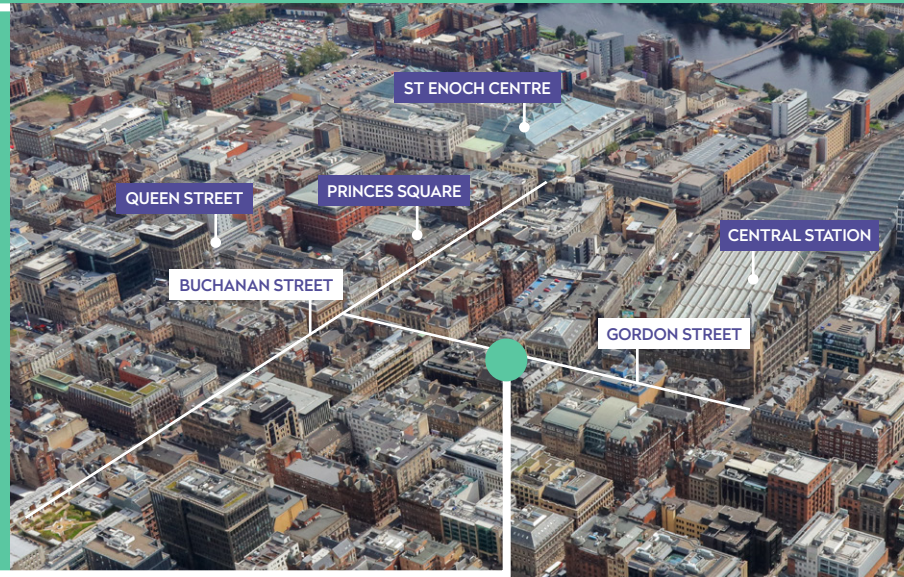 ST ENOCH CENTRE
QUEEN STREET
PRINCES SQUARE
CENTRAL STATION
BUCHANAN STREET
GORDON STREET